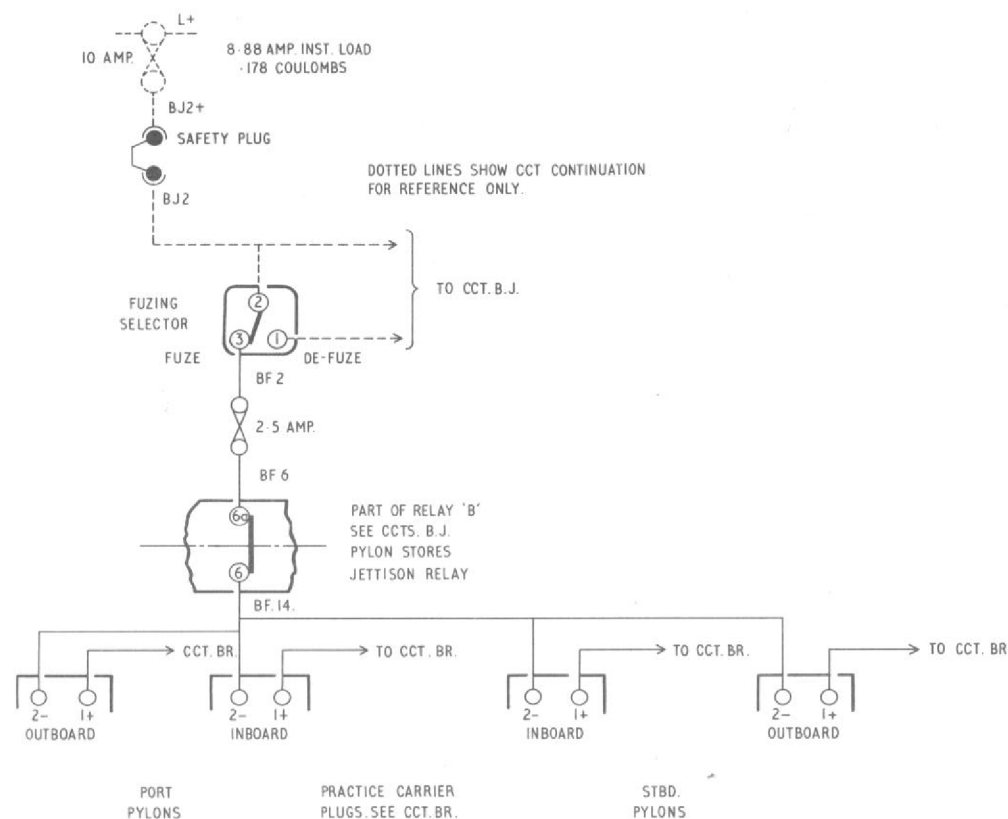 L+
10 AMP.
8·88 AMP. INST. LOAD
·178 COULOMBS
BJ2+
SAFETY PLUG
DOTTED LINES SHOW CCT CONTINUATION
FOR REFERENCE ONLY.
BJ2
TO CCT. B.J.
2
FUZING
SELECTOR
3
1
FUZE
DE-FUZE
BF 2
2·5 AMP.
BF 6
6a
PART OF RELAY 'B'
SEE CCTS. B.J.
PYLON STORES
JETTISON RELAY
6
BF.14.
CCT. BR.
TO CCT. BR.
TO CCT. BR.
TO CCT. BR
2- 1+
OUTBOARD
2- 1+
INBOARD
2- 1+
INBOARD
2- 1+
OUTBOARD
PORT
PYLONS
PRACTICE CARRIER
PLUGS. SEE CCT. BR.
STBD.
PYLONS